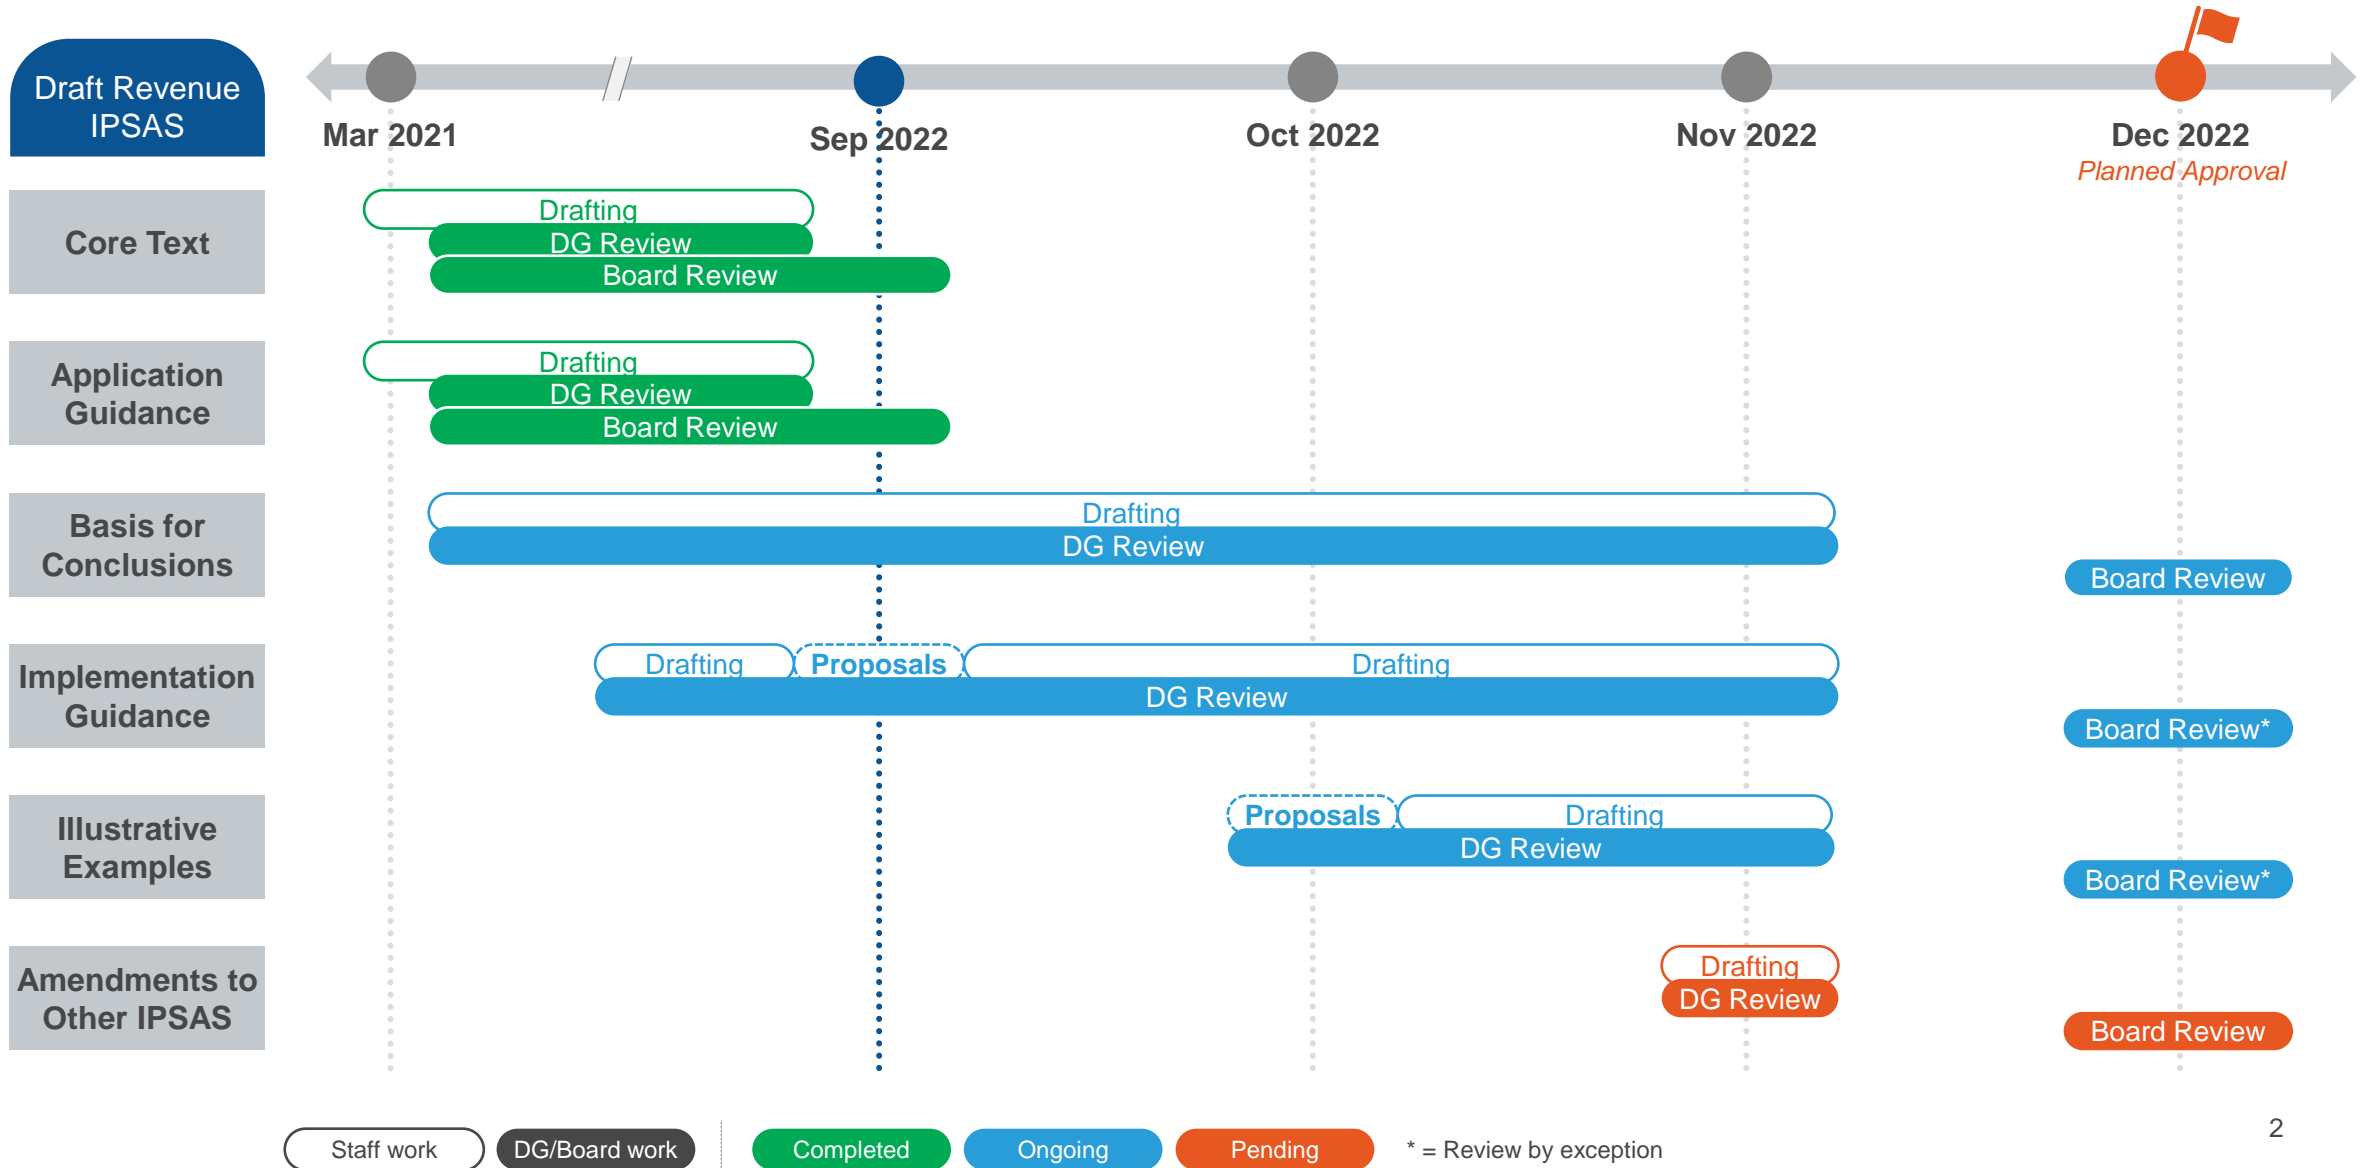 Draft Revenue
IPSAS
Mar 2021
Sep 2022
Oct 2022
Nov 2022
Dec 2022
Planned Approval
Core Text
Drafting
DG Review
Board Review
Application
Guidance
Drafting
DG Review
Board Review
Basis for
Conclusions
Drafting
DG Review
Board Review
Implementation
Guidance
Drafting
Proposals
Drafting
DG Review
Board Review*
Illustrative
Examples
Proposals
Drafting
DG Review
Board Review*
Amendments to
Other IPSAS
Drafting
DG Review
Board Review
Staff work
DG/Board work
Completed
Ongoing
Pending
* = Review by exception
2